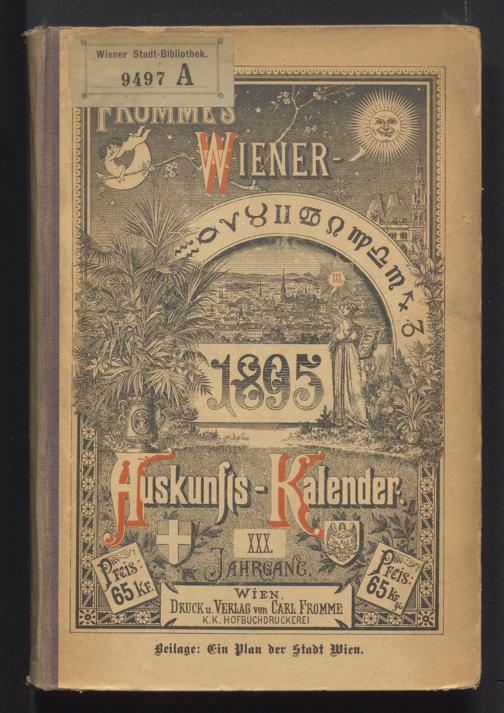 Wiener Stadt-Bibliothek.
9497 A
FROMME'S
WIENER-
♒ ♓ ♈ ♉ ♊ ♋ ♌ ♍ ♎ ♏ ♐ ♑
III.
1895
Auskunfts-Kalender.
XXX.
JAHRGANG.
Preis:
65 Kr.
Preis:
65 Kr.
WIEN,
DRUCK u. VERLAG von CARL FROMME
K. K. HOFBUCHDRUCKEREI
Beilage: Ein Plan der Stadt Wien.